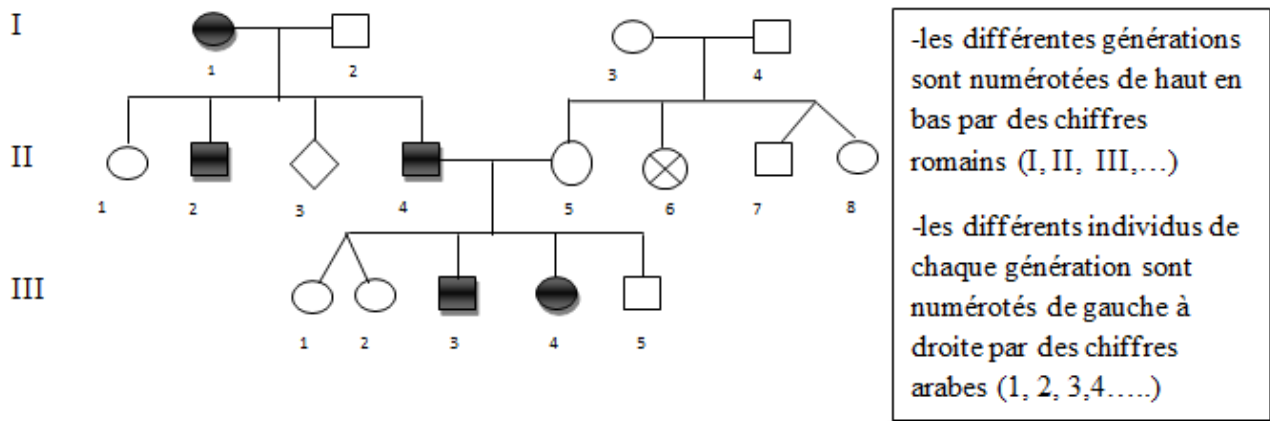 I
1
2
3
4
II
1
2
3
4
5
6
7
8
III
1
2
3
4
5
-les différentes générations
sont numérotées de haut en
bas par des chiffres
romains (I, II, III,…)
-les différents individus de
chaque génération sont
numérotés de gauche à
droite par des chiffres
arabes (1, 2, 3,4…..)